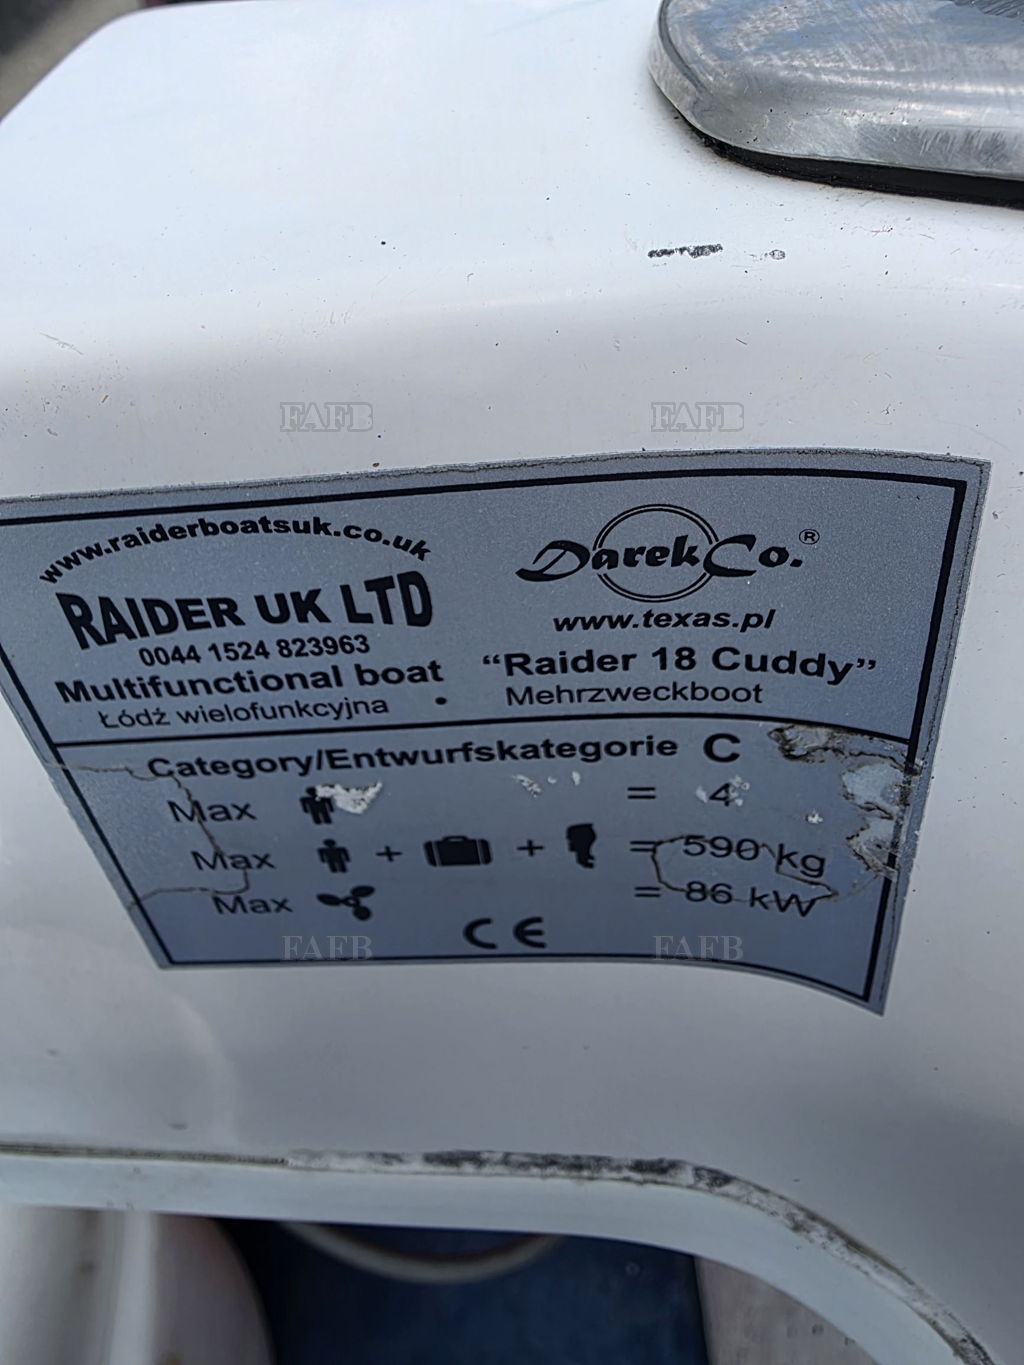 FAFB FAFB
www.raiderboatsuk.co.uk
RAIDER UK LTD
0044 1524 823963
DarekCo.®
www.texas.pl
Multifunctional boat "Raider 18 Cuddy"
Łódź wielofunkcyjna • Mehrzweckboot
Category/Entwurfskategorie C
Max = 4
Max + + = 590 kg
Max = 86 kW
CE
FAFB FAFB